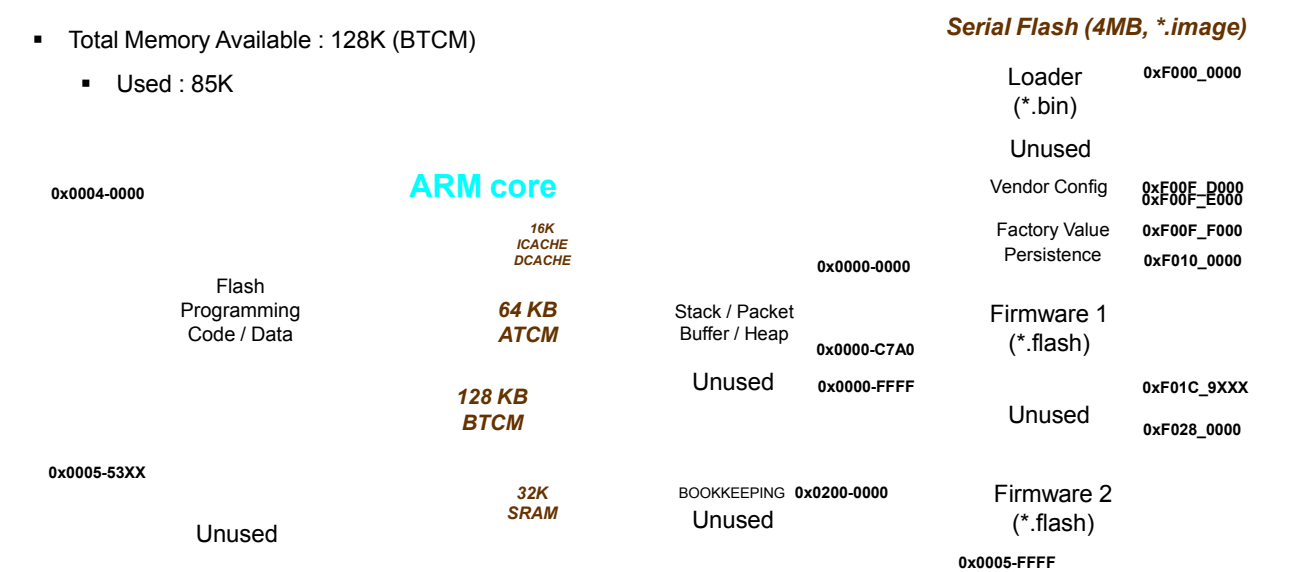 ▪ Total Memory Available : 128K (BTCM)
▪ Used : 85K
Serial Flash (4MB, *.image)
Loader
(*.bin)
0xF000_0000
Unused
Vendor Config
0xF00F_D000
0xF00F_E000
Factory Value
0xF00F_F000
Persistence
0xF010_0000
Firmware 1
(*.flash)
0xF01C_9XXX
Unused
0xF028_0000
Firmware 2
(*.flash)
0x0005-FFFF
0x0004-0000
Flash
Programming
Code / Data
0x0005-53XX
Unused
ARM core
16K
ICACHE
DCACHE
64 KB
ATCM
128 KB
BTCM
32K
SRAM
0x0000-0000
Stack / Packet
Buffer / Heap
0x0000-C7A0
Unused
0x0000-FFFF
BOOKKEEPING
0x0200-0000
Unused